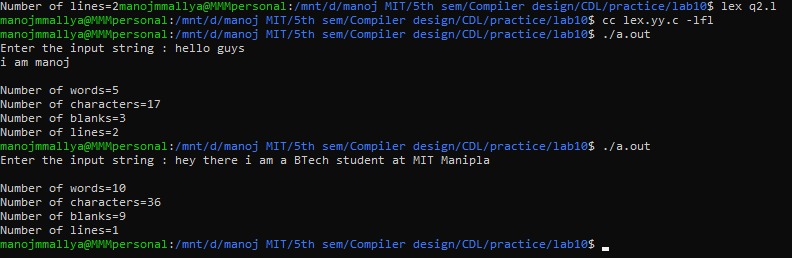 Number of lines=2manojmmallya@MMMpersonal:/mnt/d/manoj MIT/5th sem/Compiler design/CDL/practice/lab10$ lex q2.l
manojmmallya@MMMpersonal:/mnt/d/manoj MIT/5th sem/Compiler design/CDL/practice/lab10$ cc lex.yy.c -lfl
manojmmallya@MMMpersonal:/mnt/d/manoj MIT/5th sem/Compiler design/CDL/practice/lab10$ ./a.out
Enter the input string : hello guys
i am manoj
Number of words=5
Number of characters=17
Number of blanks=3
Number of lines=2
manojmmallya@MMMpersonal:/mnt/d/manoj MIT/5th sem/Compiler design/CDL/practice/lab10$ ./a.out
Enter the input string : hey there i am a BTech student at MIT Manipla
Number of words=10
Number of characters=36
Number of blanks=9
Number of lines=1
manojmmallya@MMMpersonal:/mnt/d/manoj MIT/5th sem/Compiler design/CDL/practice/lab10$